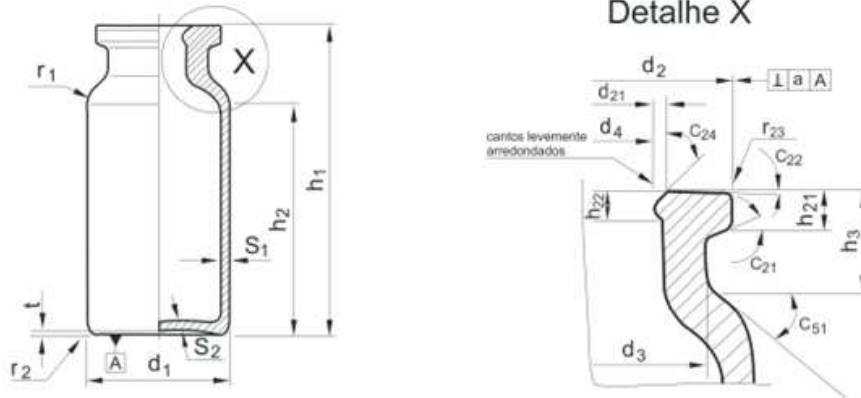 Detalhe X
X
r1
h1
h2
S1
t
S2
A
r2
d1
d2
⊥ a A
d21
d4
c24
r23
cantos levemente
arredondados
c22
h22
h21
h3
c21
d3
c51